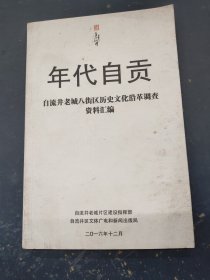 年代自贡
自流井老城八街区历史文化沿革调查
资料汇编
自流井老城片区建设指挥部
自流井区文体广电和新闻出版局
二〇一六年十二月